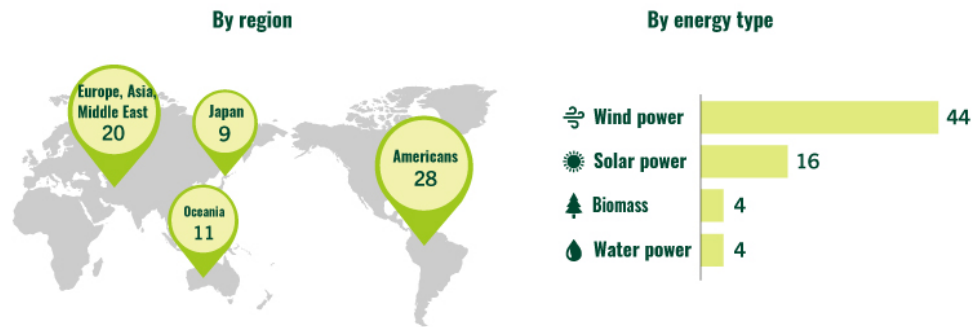 By region
Europe, Asia,
Middle East
20
Japan
9
Oceania
11
Americans
28
By energy type
Wind power 44
Solar power 16
Biomass 4
Water power 4